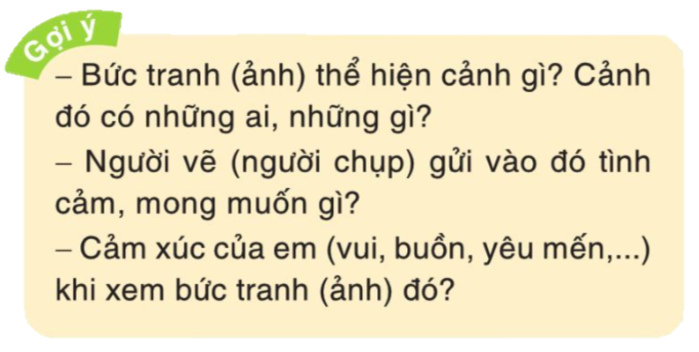 Gợi ý
– Bức tranh (ảnh) thể hiện cảnh gì? Cảnh
đó có những ai, những gì?
– Người vẽ (người chụp) gửi vào đó tình
cảm, mong muốn gì?
– Cảm xúc của em (vui, buồn, yêu mến,...)
khi xem bức tranh (ảnh) đó?